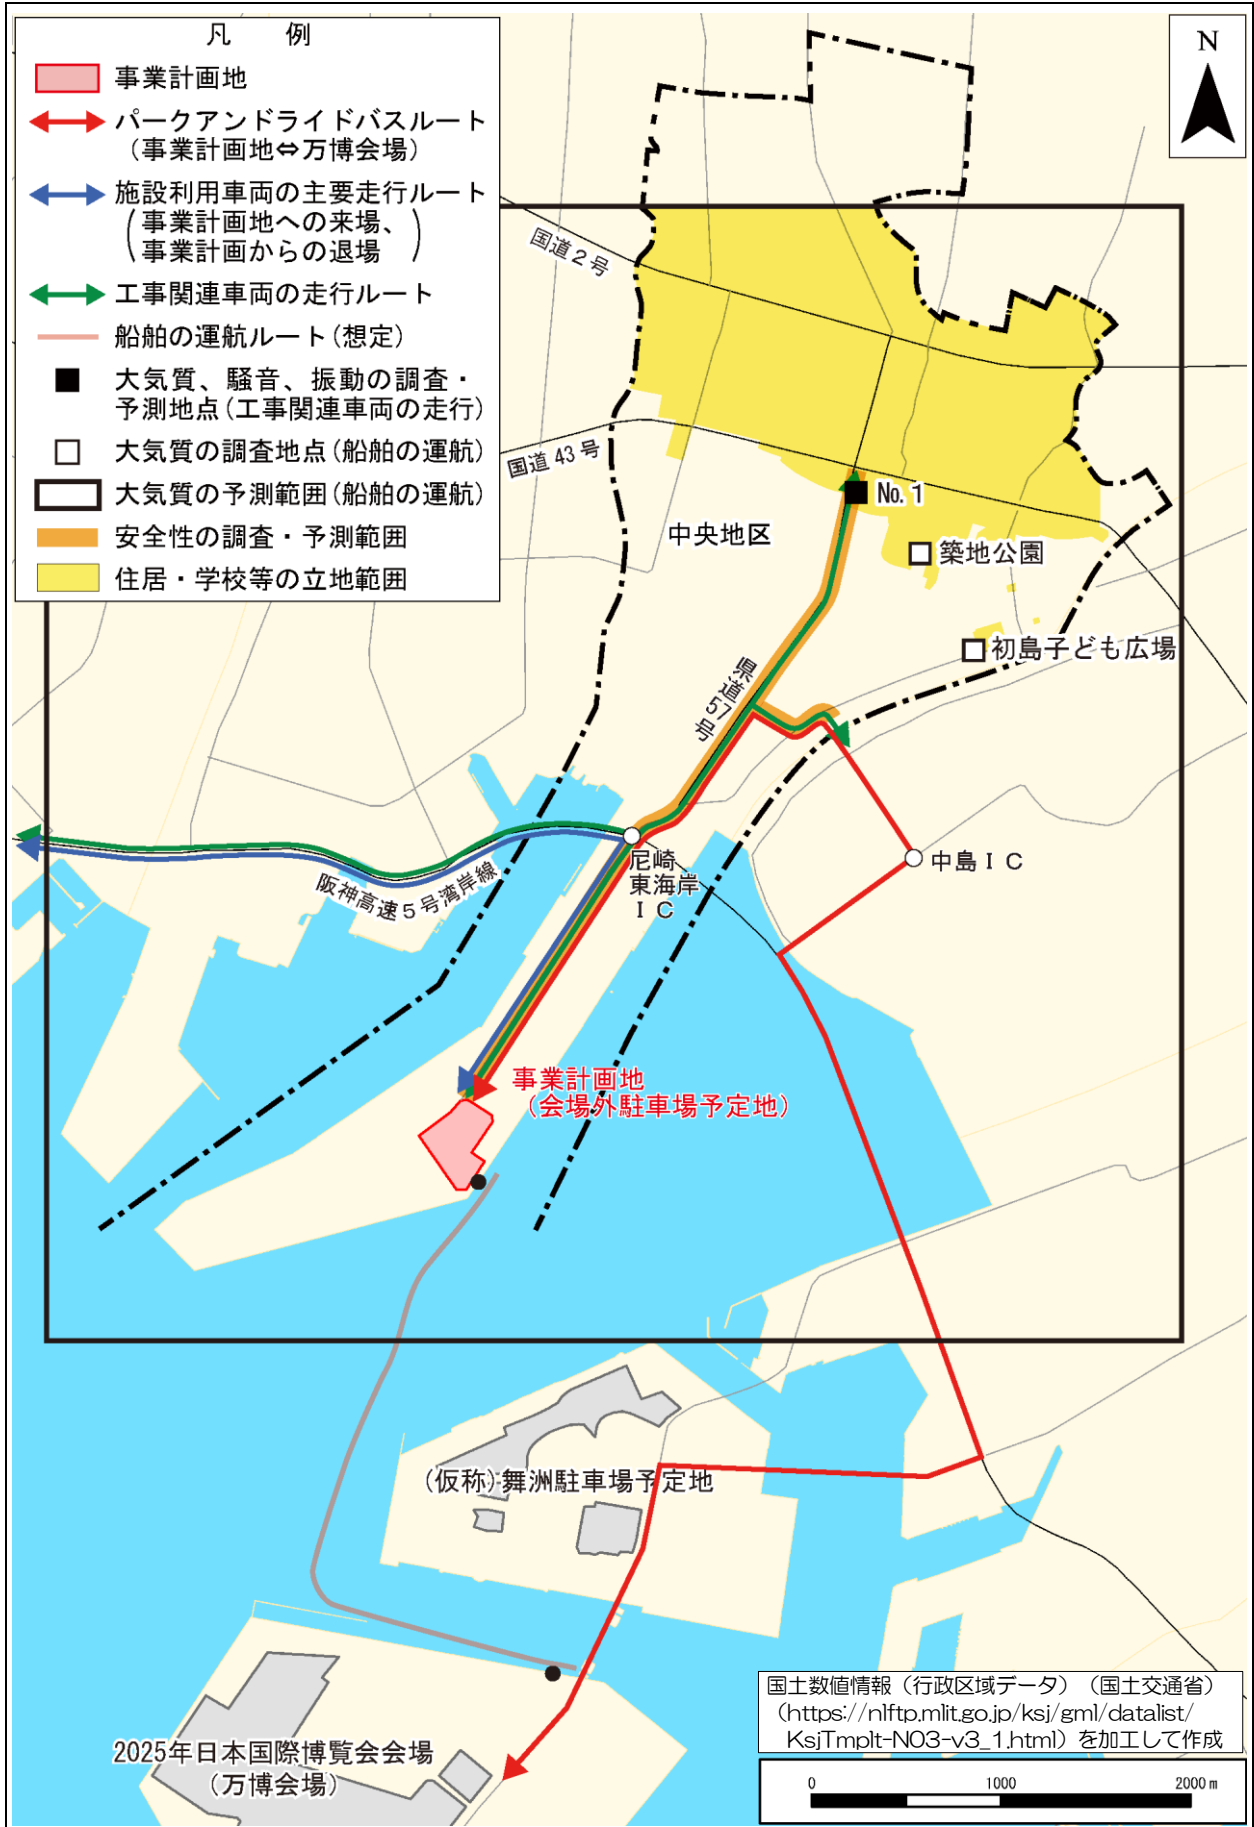 凡 例
事業計画地
パークアンドライドバスルート
（事業計画地⇔万博会場）
施設利用車両の主要走行ルート
（事業計画地への来場、
事業計画からの退場）
工事関連車両の走行ルート
船舶の運航ルート（想定）
大気質、騒音、振動の調査・
予測地点（工事関連車両の走行）
大気質の調査地点（船舶の運航）
大気質の予測範囲（船舶の運航）
安全性の調査・予測範囲
住居・学校等の立地範囲
N
国道２号
国道43号
No.1
中央地区
築地公園
初島子ども広場
県道57号
尼崎
東海岸
ＩＣ
中島ＩＣ
阪神高速５号湾岸線
事業計画地
（会場外駐車場予定地）
（仮称）舞洲駐車場予定地
2025年日本国際博覧会会場
（万博会場）
国土数値情報（行政区域データ）（国土交通省）
（https://nlftp.mlit.go.jp/ksj/gml/datalist/
KsjTmplt-N03-v3_1.html）を加工して作成
0 1000 2000m